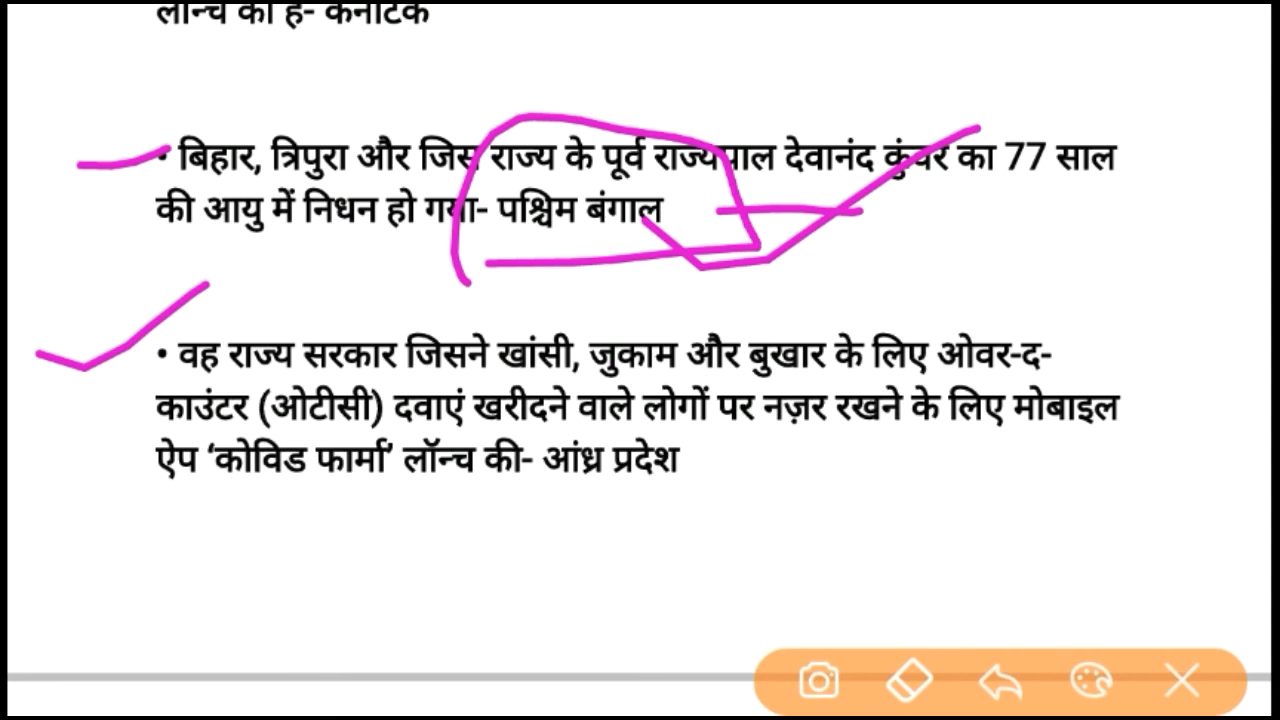 लॉन्च की है- कर्नाटक
• बिहार, त्रिपुरा और जिस राज्य के पूर्व राज्यपाल देवानंद कुंवर का 77 साल
की आयु में निधन हो गया- पश्चिम बंगाल
• वह राज्य सरकार जिसने खांसी, जुकाम और बुखार के लिए ओवर-द-
काउंटर (ओटीसी) दवाएं खरीदने वाले लोगों पर नज़र रखने के लिए मोबाइल
ऐप ‘कोविड फार्मा’ लॉन्च की- आंध्र प्रदेश